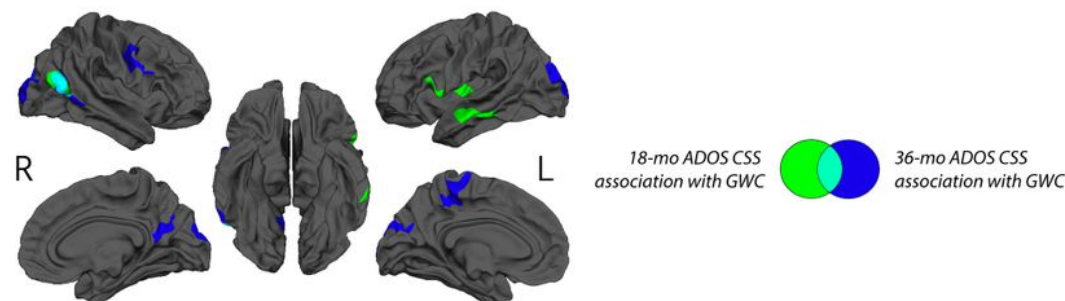 R
L
18-mo ADOS CSS
association with GWC
36-mo ADOS CSS
association with GWC